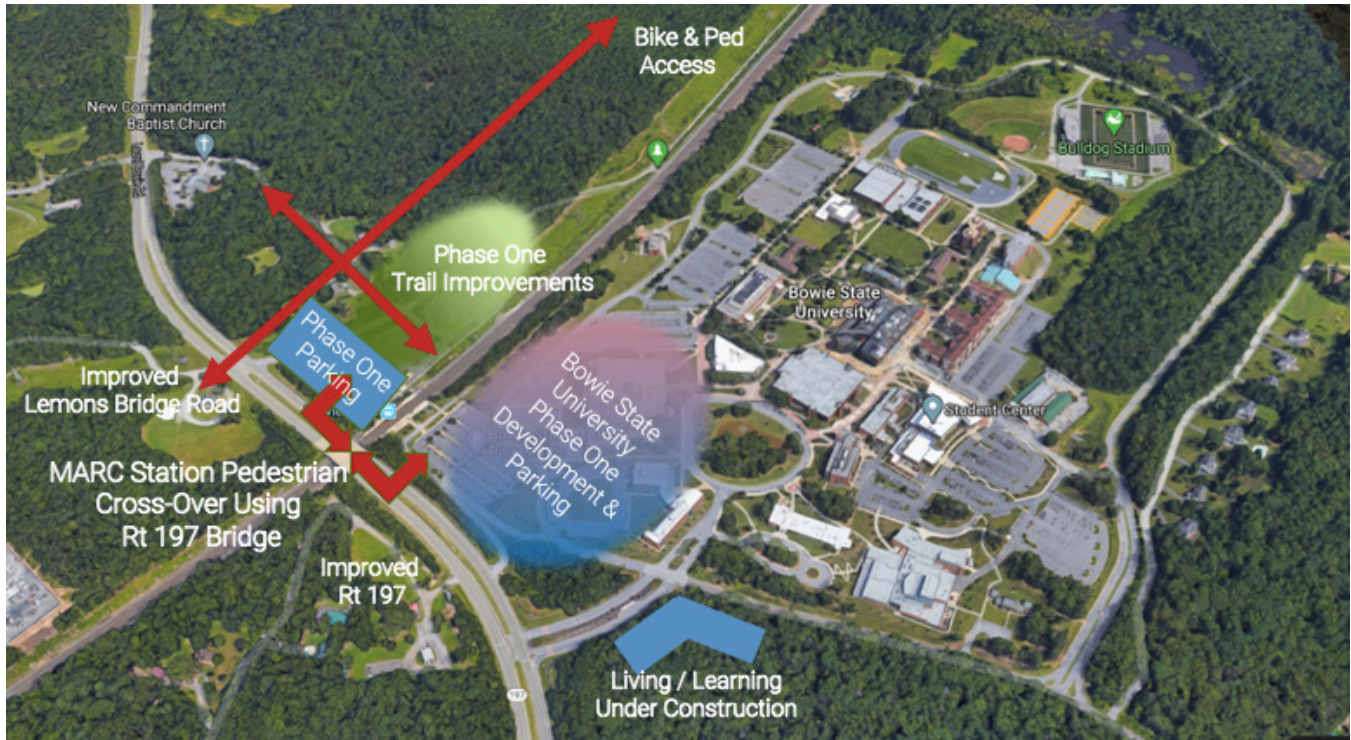 Bike & Ped
Access
New Commandment
Baptist Church
Bulldog Stadium
Phase One
Trail Improvements
Bowie State
University
Phase One
Parking
Improved
Lemons Bridge Road
Bowie State
University
Phase One
Development &
Parking
Student Center
MARC Station Pedestrian
Cross-Over Using
Rt 197 Bridge
Improved
Rt 197
197
Living / Learning
Under Construction